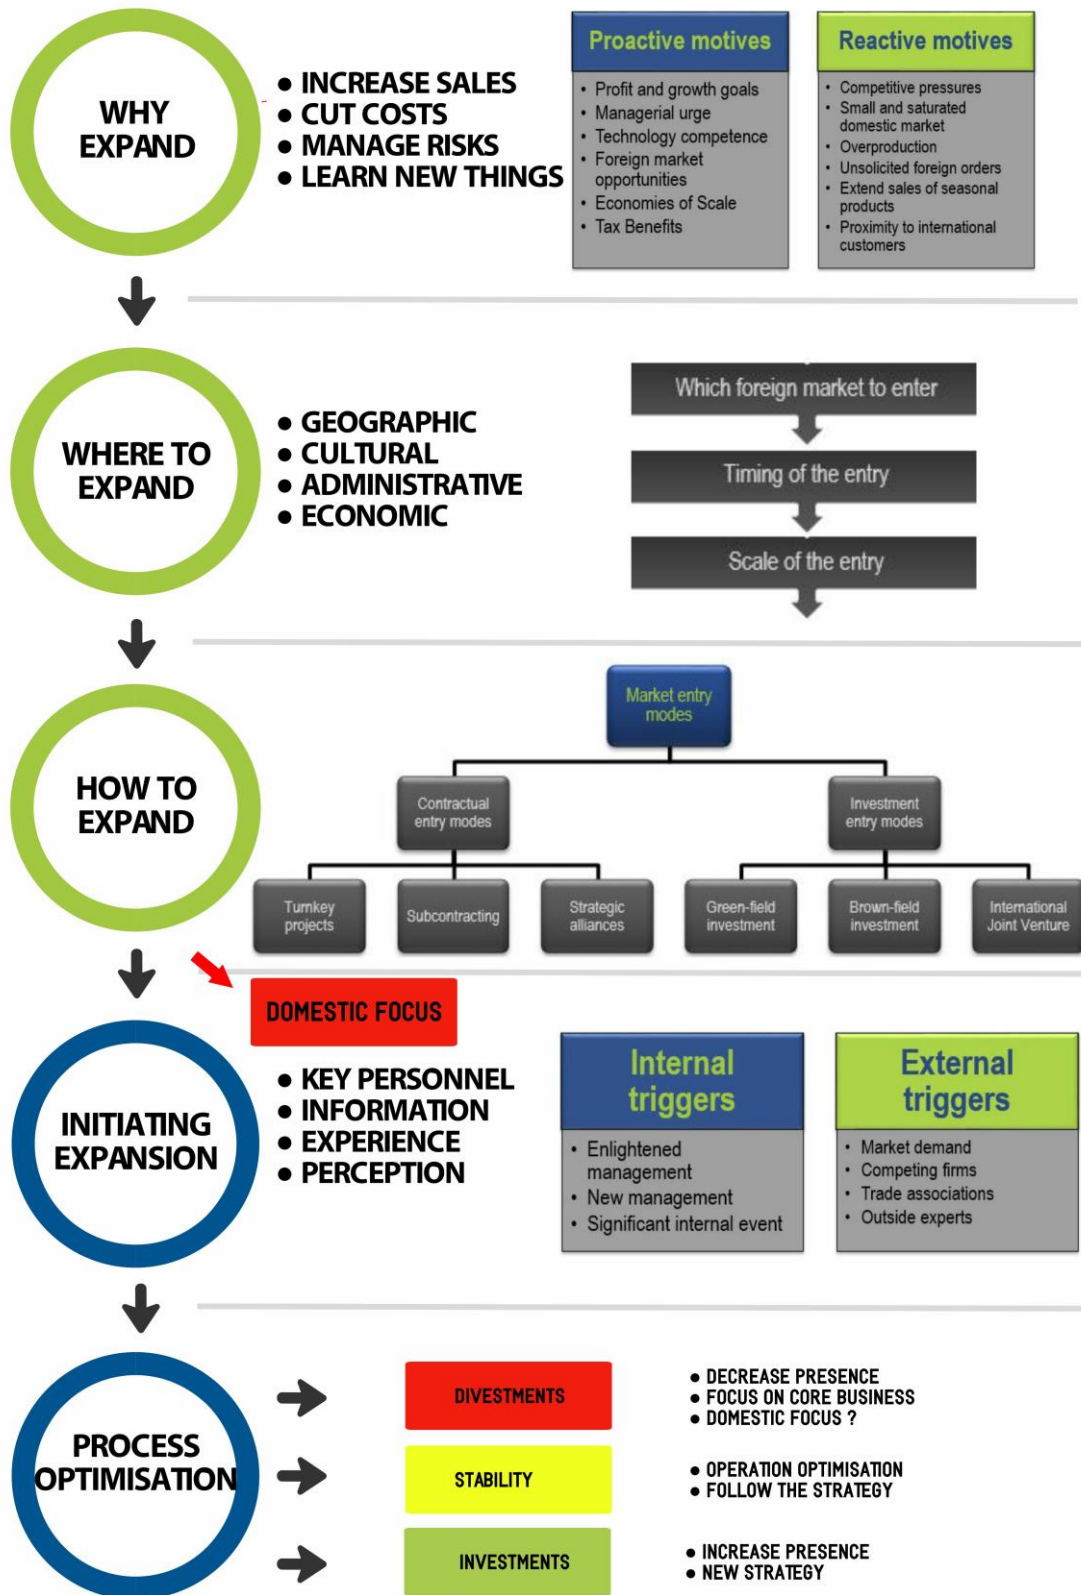 WHY
EXPAND
● INCREASE SALES
● CUT COSTS
● MANAGE RISKS
● LEARN NEW THINGS
Proactive motives
• Profit and growth goals
• Managerial urge
• Technology competence
• Foreign market
opportunities
• Economies of Scale
• Tax Benefits
Reactive motives
• Competitive pressures
• Small and saturated
domestic market
• Overproduction
• Unsolicited foreign orders
• Extend sales of seasonal
products
• Proximity to international
customers
WHERE TO
EXPAND
● GEOGRAPHIC
● CULTURAL
● ADMINISTRATIVE
● ECONOMIC
Which foreign market to enter
Timing of the entry
Scale of the entry
HOW TO
EXPAND
Market entry
modes
Contractual
entry modes
Investment
entry modes
Turnkey
projects
Subcontracting
Strategic
alliances
Green-field
investment
Brown-field
investment
International
Joint Venture
DOMESTIC FOCUS
INITIATING
EXPANSION
● KEY PERSONNEL
● INFORMATION
● EXPERIENCE
● PERCEPTION
Internal
triggers
• Enlightened
management
• New management
• Significant internal event
External
triggers
• Market demand
• Competing firms
• Trade associations
• Outside experts
PROCESS
OPTIMISATION
DIVESTMENTS
● DECREASE PRESENCE
● FOCUS ON CORE BUSINESS
● DOMESTIC FOCUS ?
STABILITY
● OPERATION OPTIMISATION
● FOLLOW THE STRATEGY
INVESTMENTS
● INCREASE PRESENCE
● NEW STRATEGY